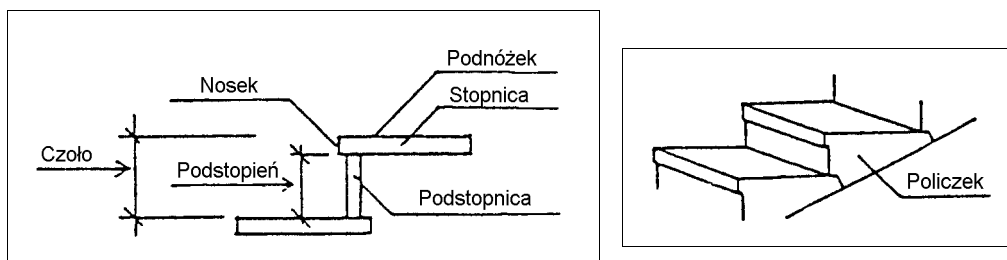 Podnóżek
Nosek
Stopnica
Czoło
Podstopień
Podstopnica
Policzek